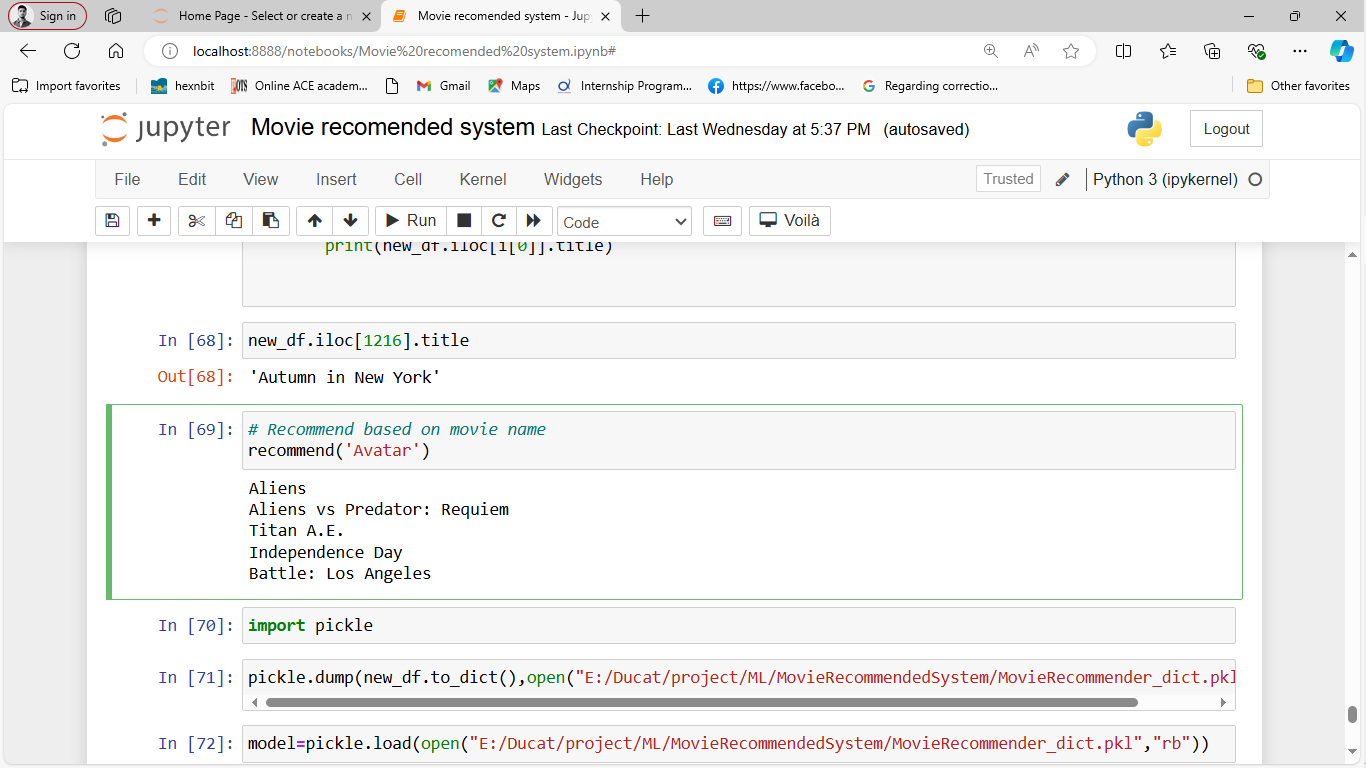 Sign in
Home Page - Select or create a n
Movie recomended system - Jup
localhost:8888/notebooks/Movie%20recomended%20system.ipynb#
Import favorites
hexnbit
Online ACE academ...
Gmail
Maps
Internship Program...
https://www.facebo...
Regarding correctio...
Other favorites
jupyter Movie recomended system Last Checkpoint: Last Wednesday at 5:37 PM (autosaved)
Logout
File Edit View Insert Cell Kernel Widgets Help
Trusted
Python 3 (ipykernel)
Run
Code
Voilà
print(new_df.iloc[i[0]].title)
In [68]: new_df.iloc[1216].title
Out[68]: 'Autumn in New York'
In [69]: # Recommend based on movie name
recommend('Avatar')
Aliens
Aliens vs Predator: Requiem
Titan A.E.
Independence Day
Battle: Los Angeles
In [70]: import pickle
In [71]: pickle.dump(new_df.to_dict(),open("E:/Ducat/project/ML/MovieRecommendedSystem/MovieRecommender_dict.pkl
In [72]: model=pickle.load(open("E:/Ducat/project/ML/MovieRecommendedSystem/MovieRecommender_dict.pkl","rb"))